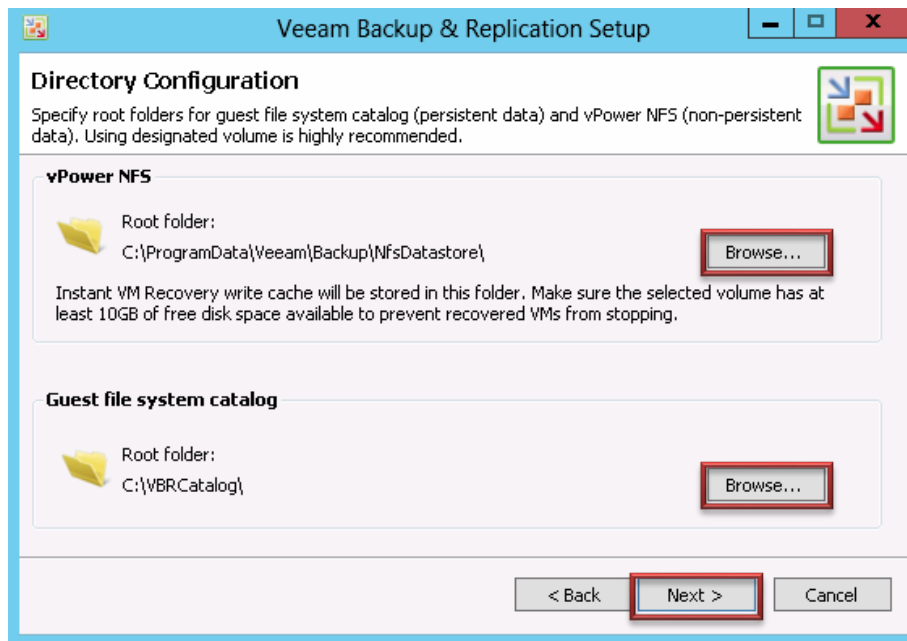 Veeam Backup & Replication Setup
Directory Configuration
Specify root folders for guest file system catalog (persistent data) and vPower NFS (non-persistent
data). Using designated volume is highly recommended.
vPower NFS
Root folder:
C:\ProgramData\Veeam\Backup\NfsDatastore\
Browse...
Instant VM Recovery write cache will be stored in this folder. Make sure the selected volume has at
least 10GB of free disk space available to prevent recovered VMs from stopping.
Guest file system catalog
Root folder:
C:\VBRCatalog\
Browse...
< Back Next > Cancel